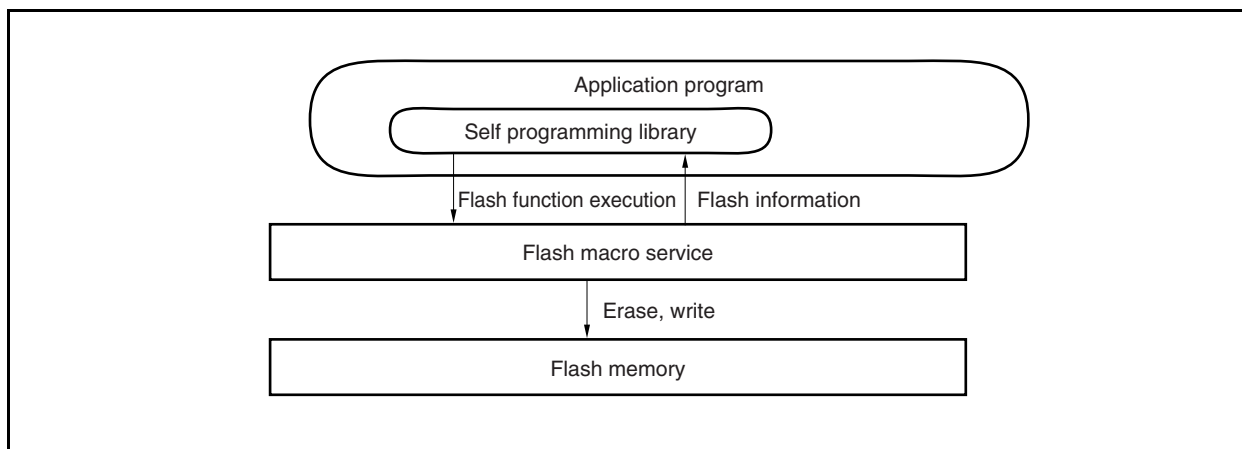 Application program
Self programming library
Flash function execution
Flash information
Flash macro service
Erase, write
Flash memory